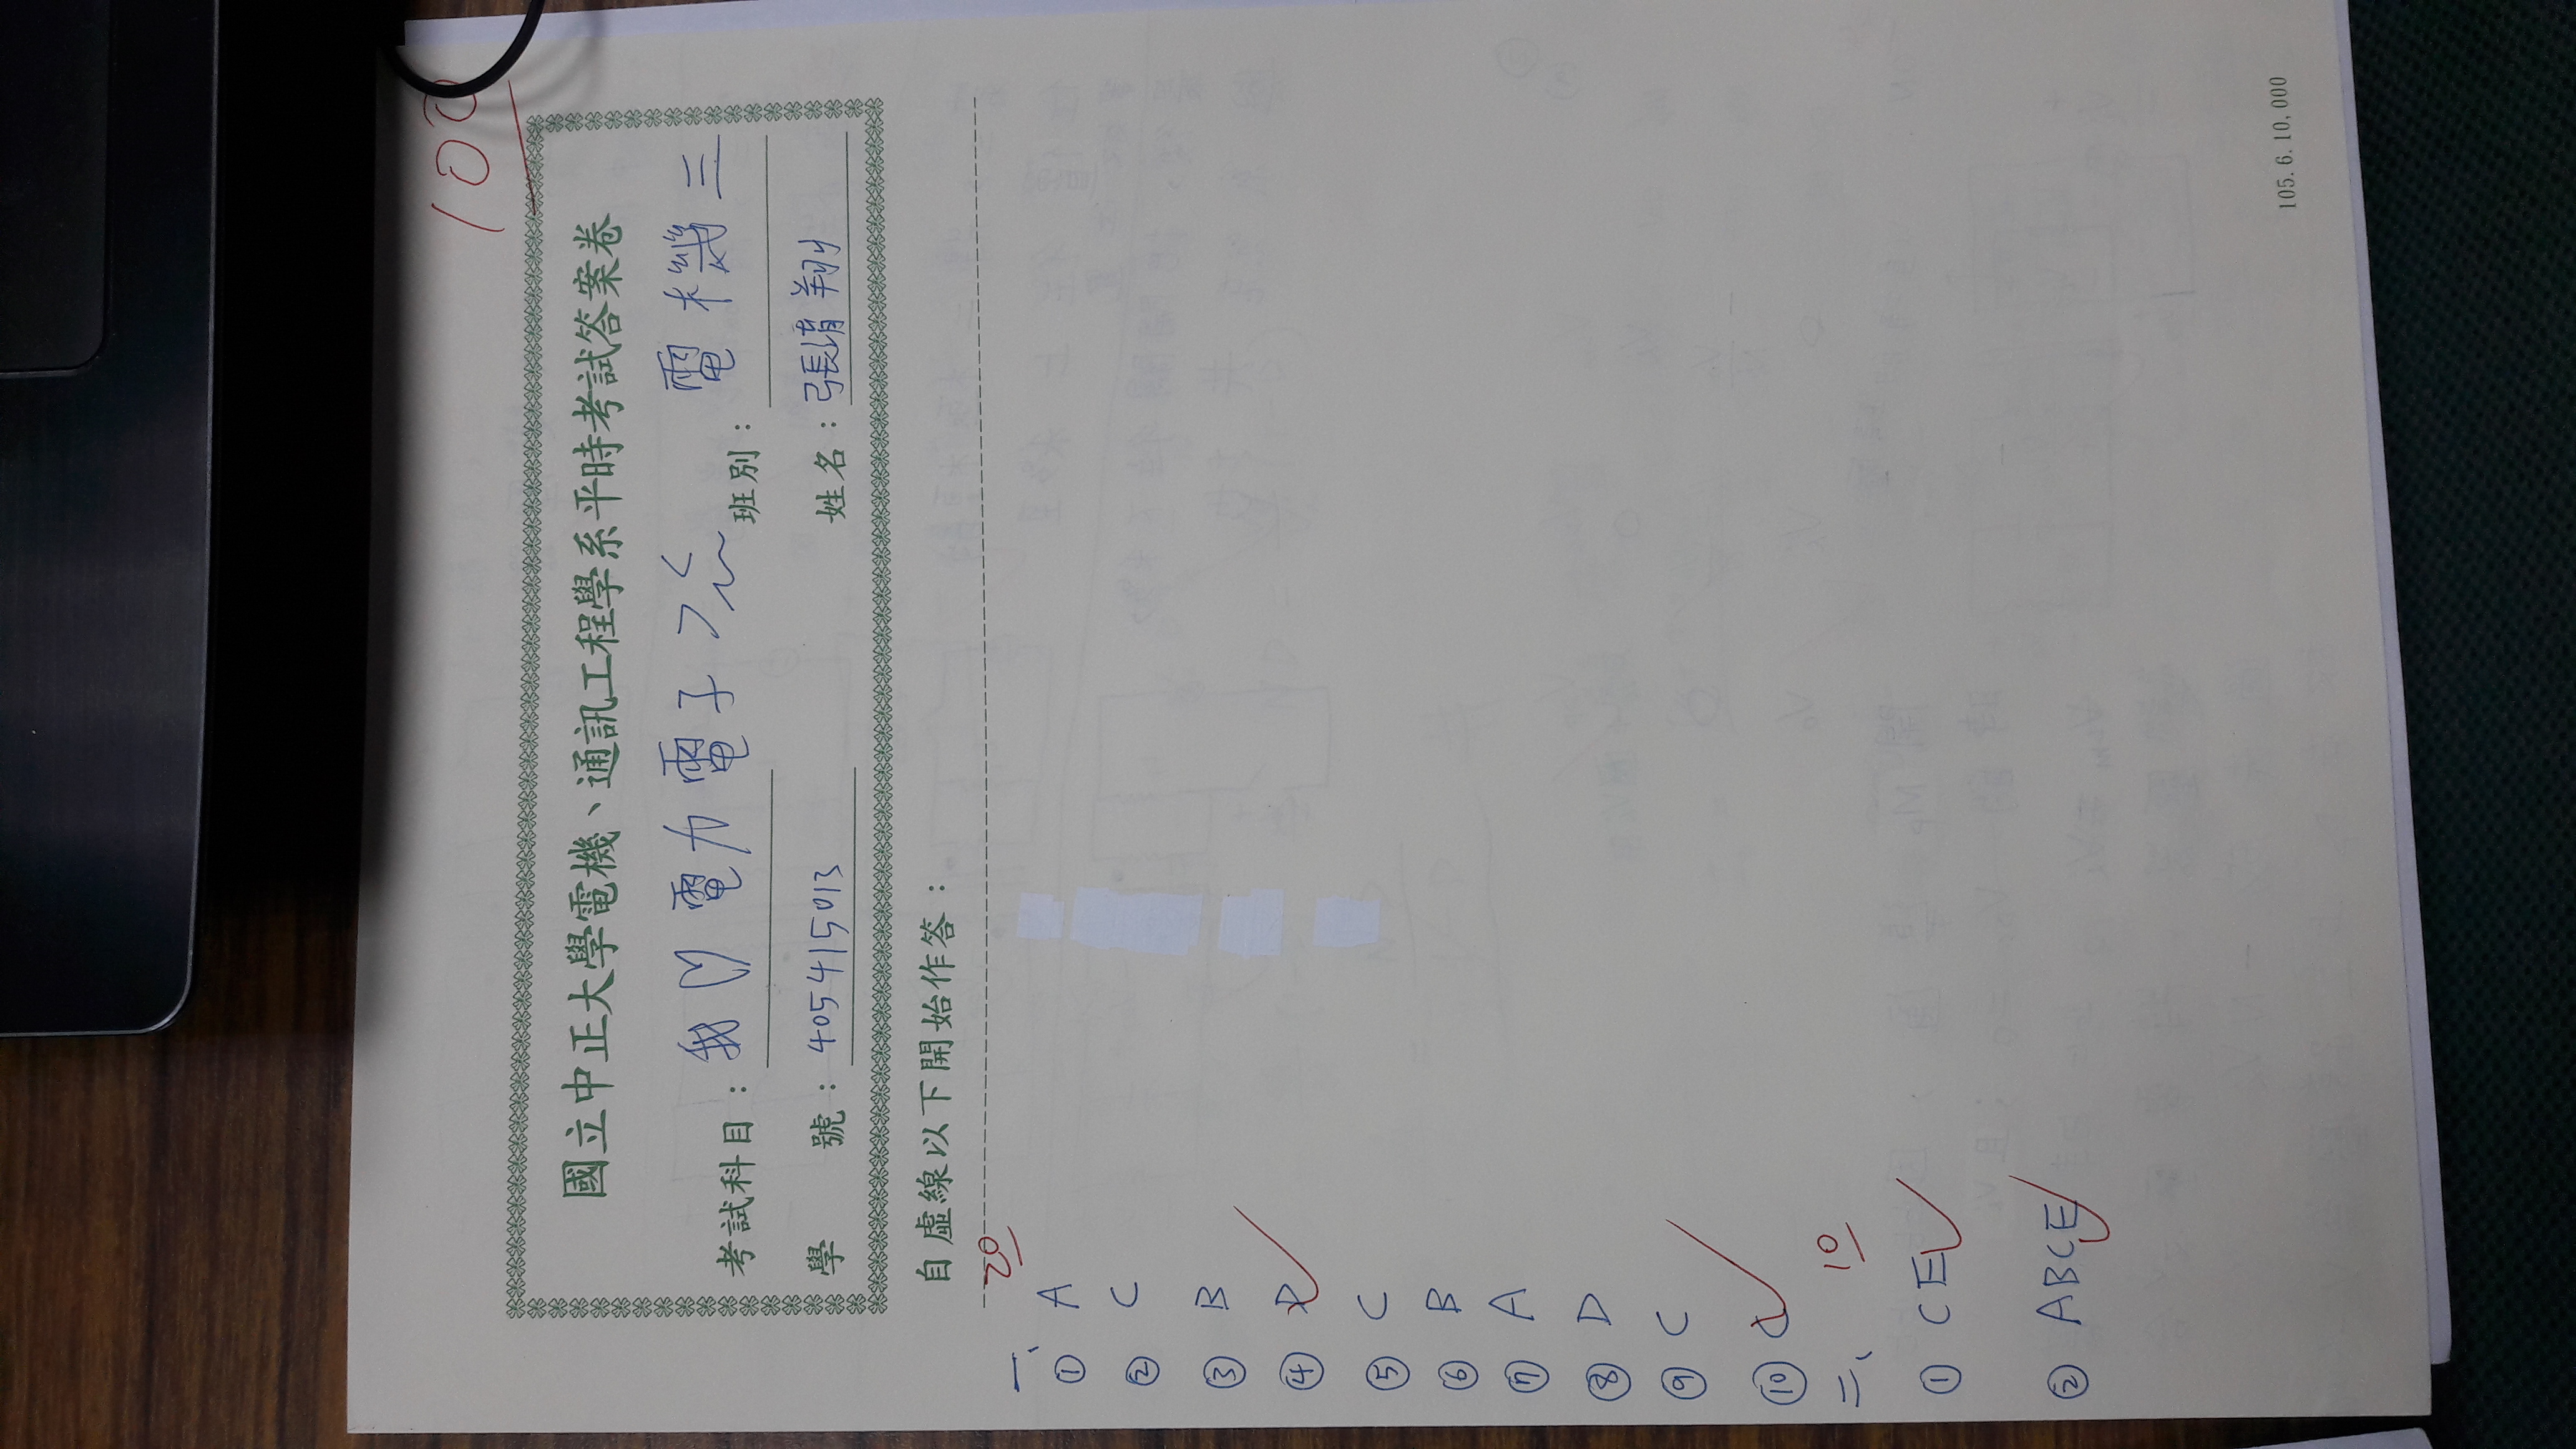 100
國立中正大學電機、通訊工程學系平時考試答案卷
考試科目：我♡電力電子 班別：電機三
學 號：405415013 姓名：張清翔
自虛線以下開始作答：
20
一、
① A
② C
③ B
④ D
⑤ C
⑥ B
⑦ A
⑧ D
⑨ C
⑩ C
10
二、
① CE
② ABCE
105.6.10,000